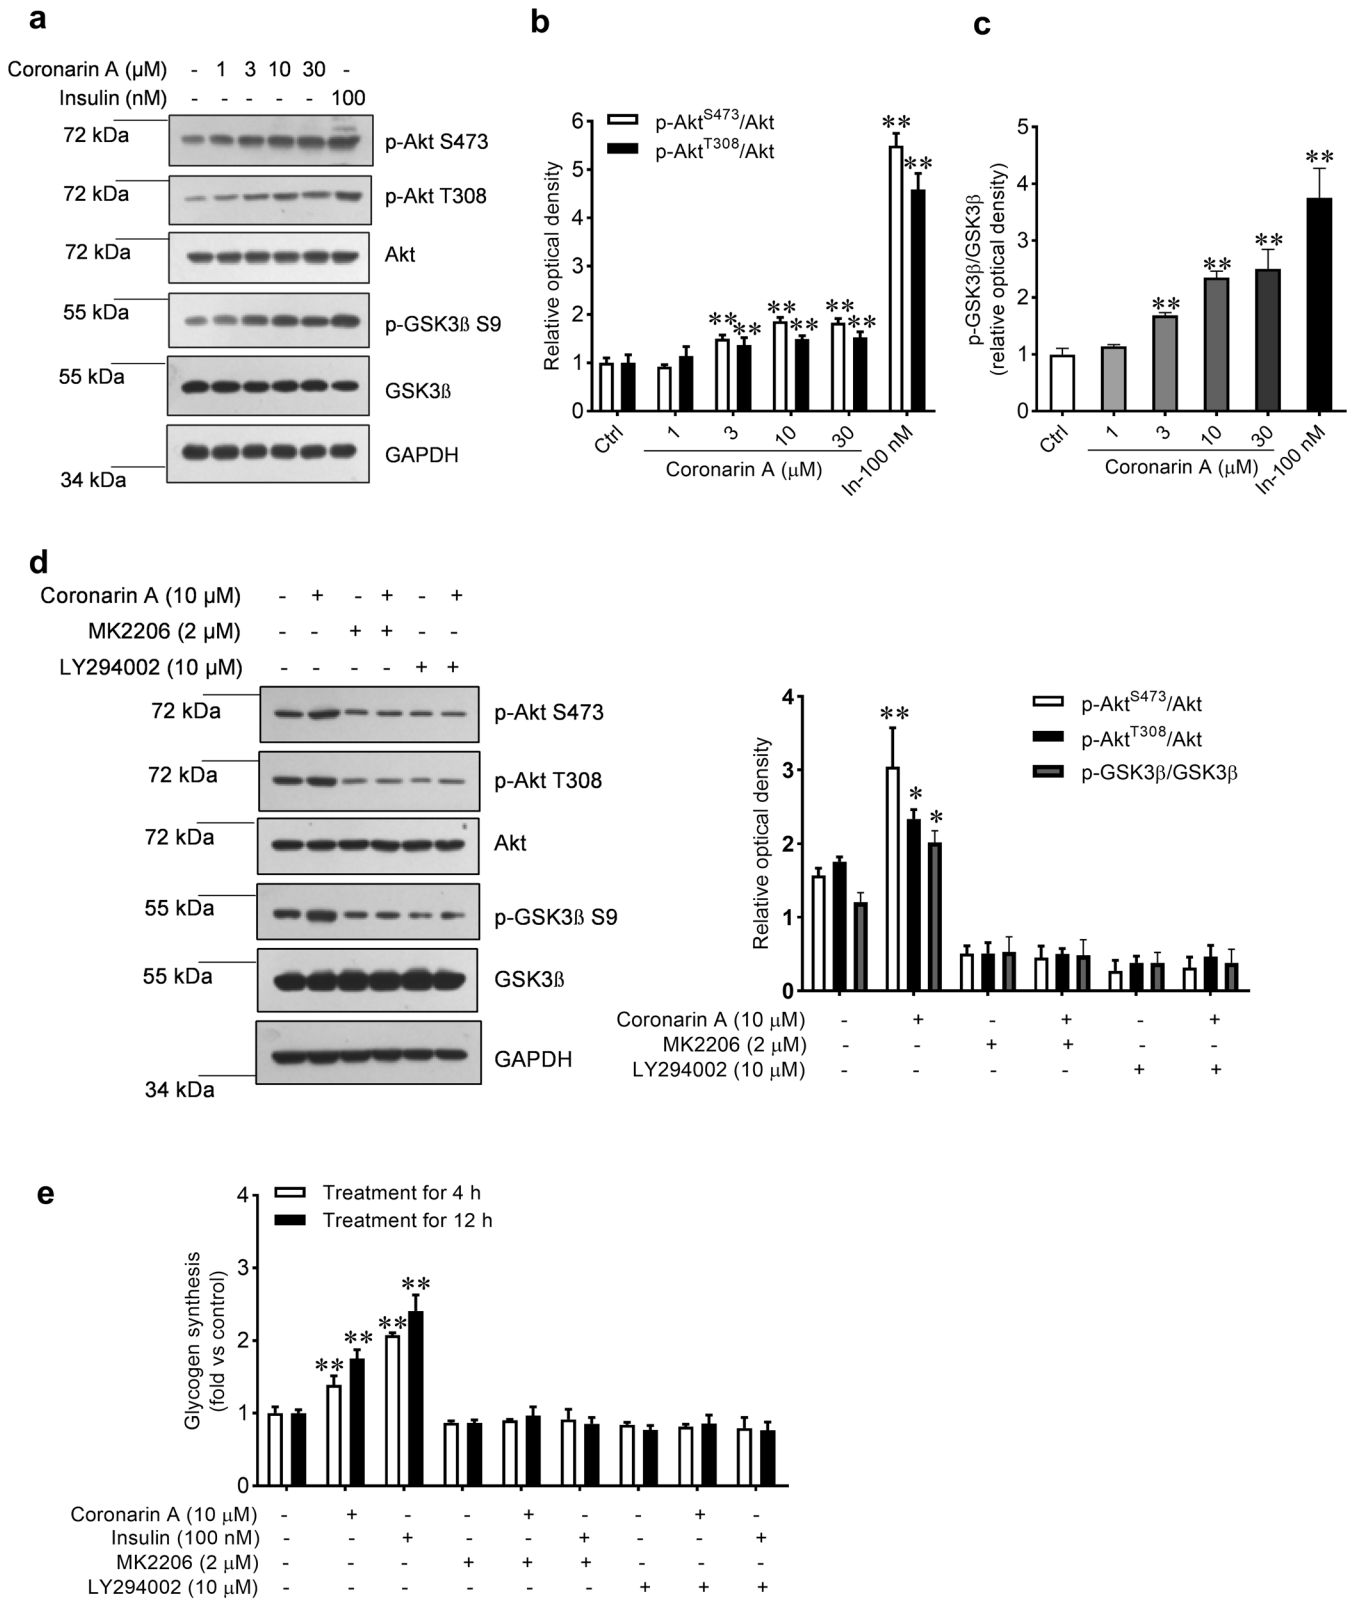 a
Coronarin A (µM) - 1 3 10 30 -
Insulin (nM) - - - - - 100
72 kDa p-Akt S473
72 kDa p-Akt T308
72 kDa Akt
55 kDa p-GSK3ß S9
55 kDa GSK3ß
GAPDH
34 kDa
b
p-Akt^S473/Akt
p-Akt^T308/Akt
Relative optical density
6
5
4
3
2
1
0
** ** ** ** ** ** ** **
Ctrl 1 3 10 30 In-100 nM
Coronarin A (µM)
c
p-GSK3β/GSK3β
(relative optical density)
5
4
3
2
1
0
** ** ** **
Ctrl 1 3 10 30 In-100 nM
Coronarin A (µM)
d
Coronarin A (10 µM) - + - + - +
MK2206 (2 µM) - - + + - -
LY294002 (10 µM) - - - - + +
72 kDa p-Akt S473
72 kDa p-Akt T308
72 kDa Akt
55 kDa p-GSK3ß S9
55 kDa GSK3ß
GAPDH
34 kDa
p-Akt^S473/Akt
p-Akt^T308/Akt
p-GSK3β/GSK3β
Relative optical density
4
3
2
1
0
** * *
Coronarin A (10 µM) - + - + - +
MK2206 (2 µM) - - + + - -
LY294002 (10 µM) - - - - + +
e
Treatment for 4 h
Treatment for 12 h
Glycogen synthesis
(fold vs control)
4
3
2
1
0
** ** ** **
Coronarin A (10 µM) - + - - + - - + -
Insulin (100 nM) - - + - - + - - +
MK2206 (2 µM) - - - + + + - - -
LY294002 (10 µM) - - - - - - + + +